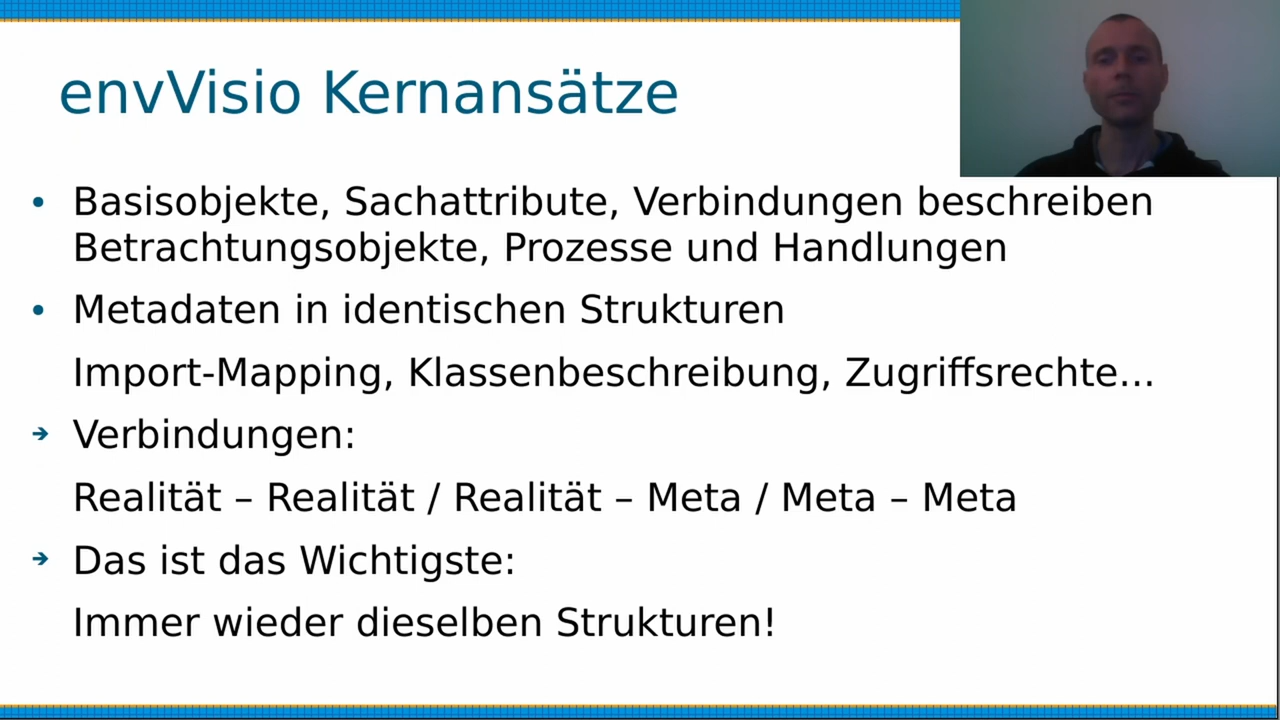 envVisio Kernansätze
• Basisobjekte, Sachattribute, Verbindungen beschreiben
Betrachtungsobjekte, Prozesse und Handlungen
• Metadaten in identischen Strukturen
Import-Mapping, Klassenbeschreibung, Zugriffsrechte...
➔ Verbindungen:
Realität – Realität / Realität – Meta / Meta – Meta
➔ Das ist das Wichtigste:
Immer wieder dieselben Strukturen!